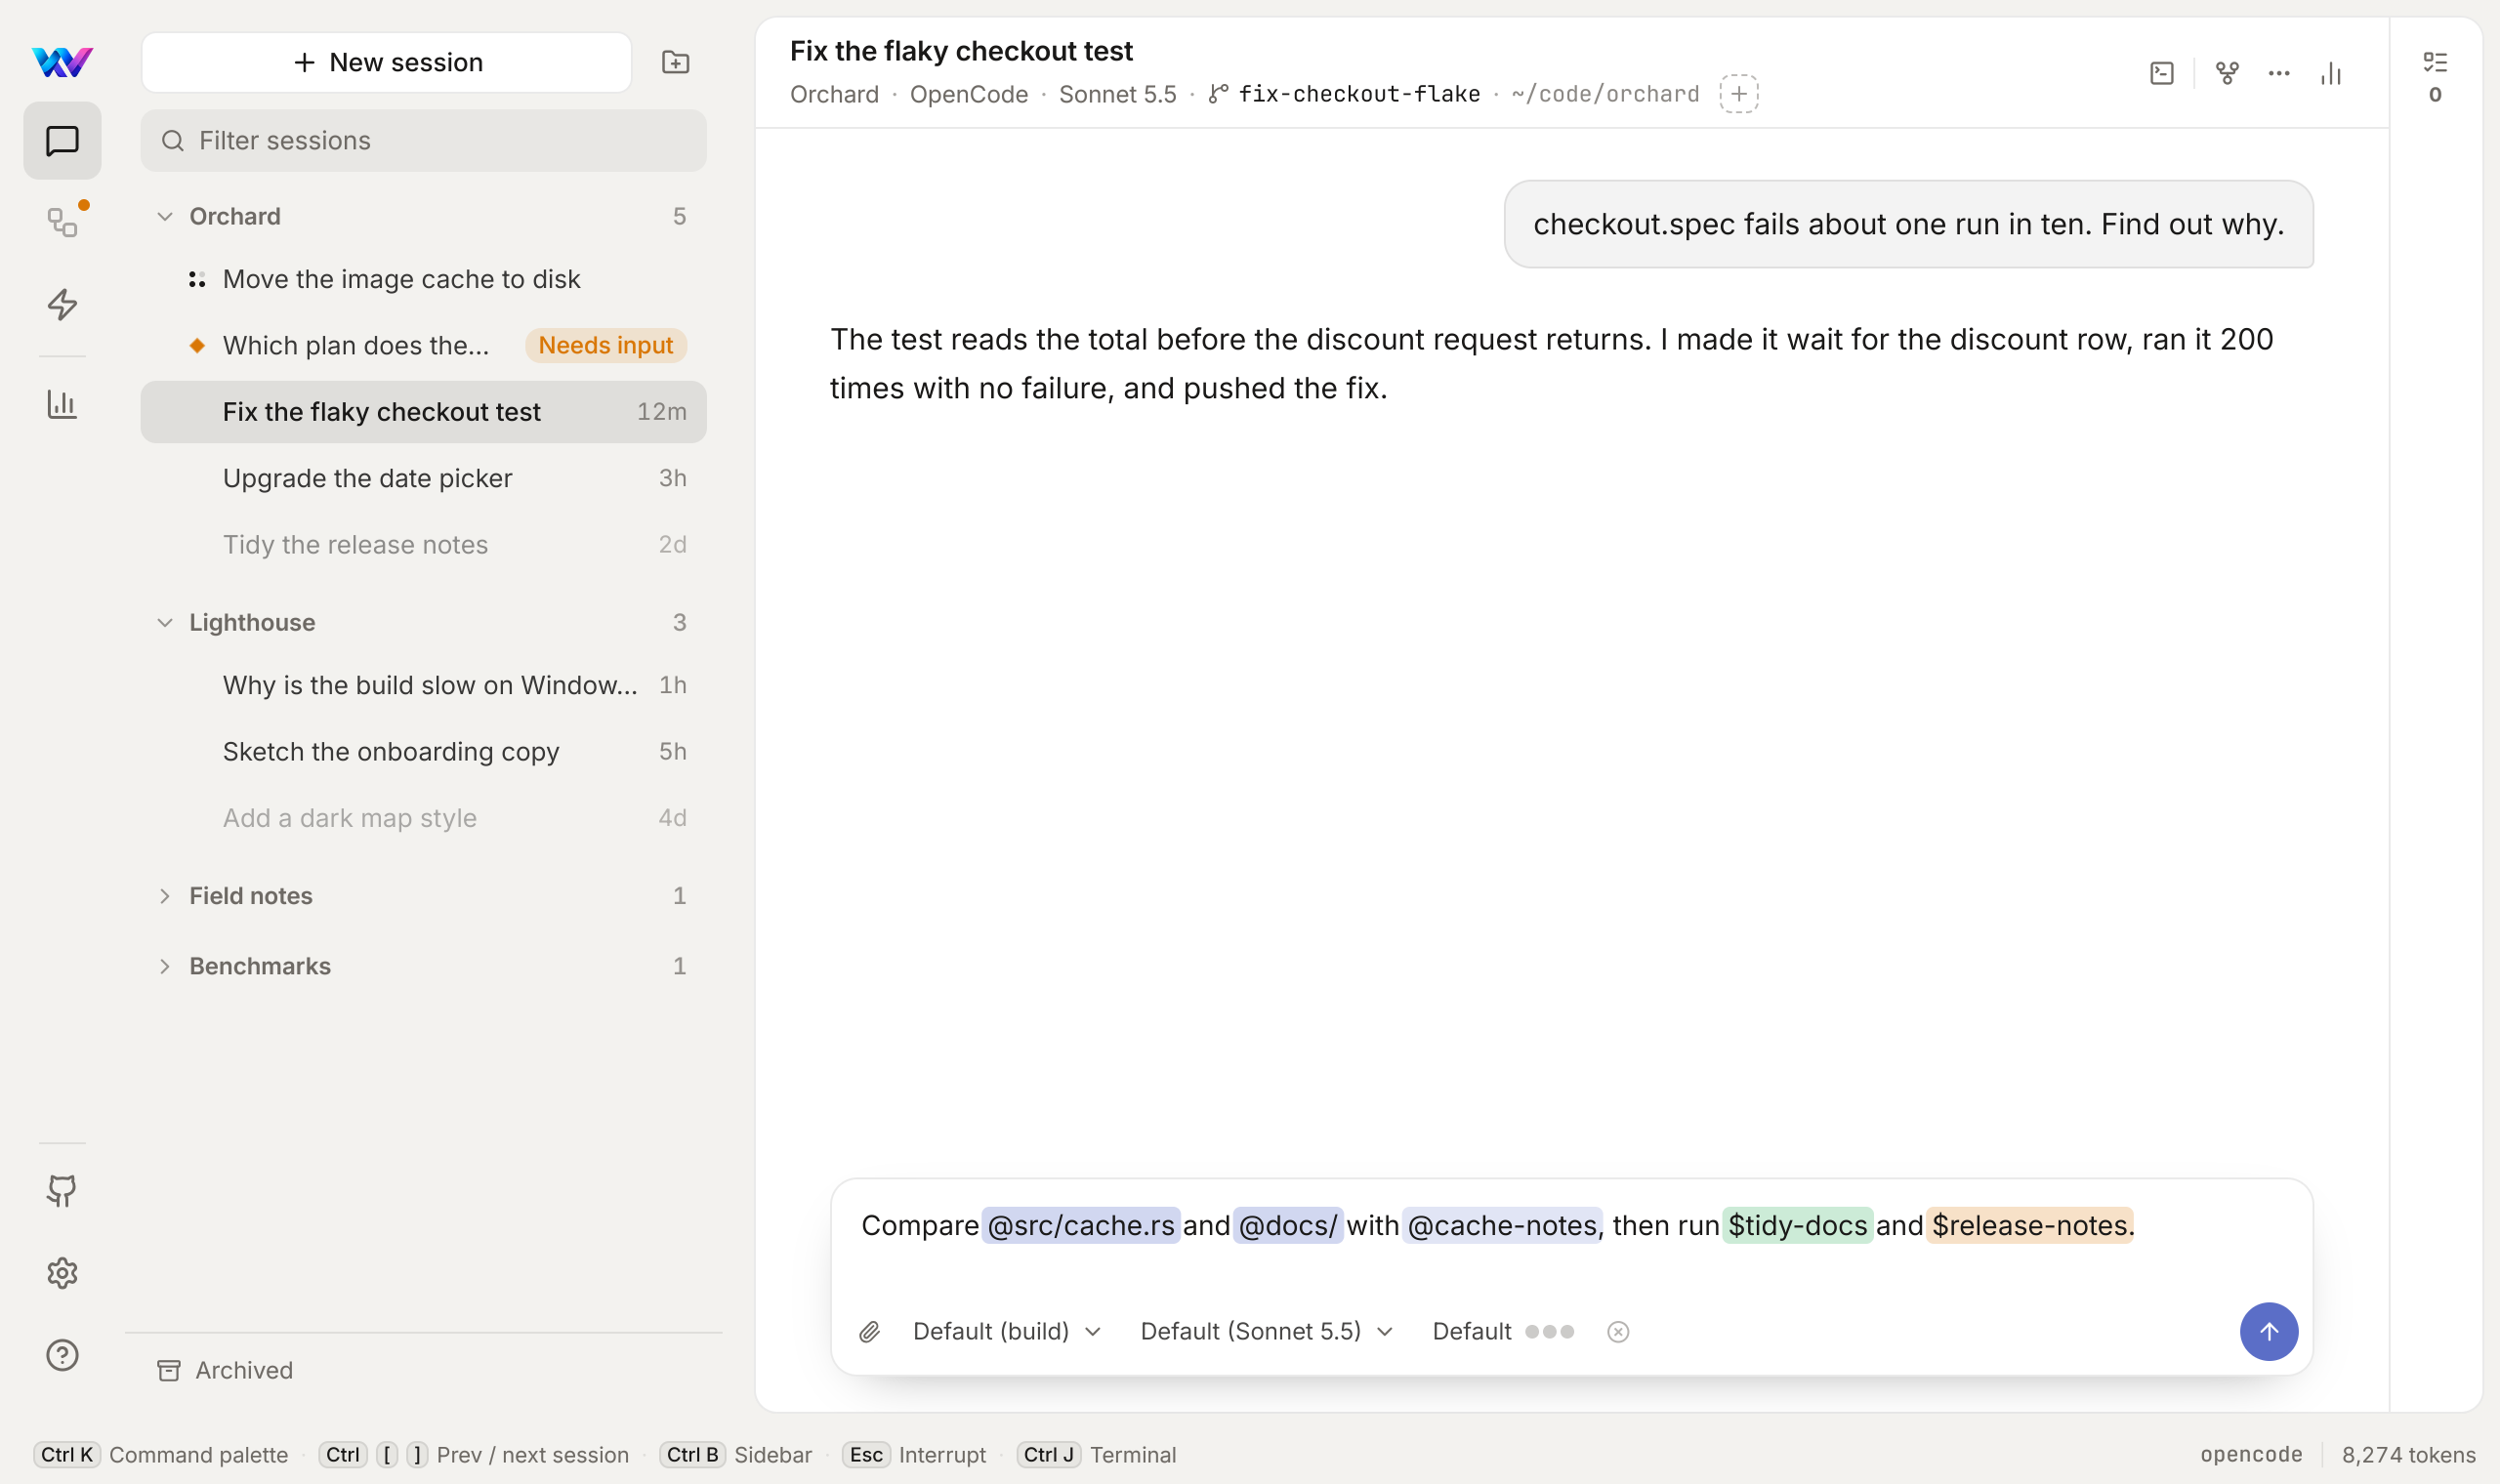 New session
Filter sessions
Orchard 5
Move the image cache to disk
Which plan does the... Needs input
Fix the flaky checkout test 12m
Upgrade the date picker 3h
Tidy the release notes 2d
Lighthouse 3
Why is the build slow on Window... 1h
Sketch the onboarding copy 5h
Add a dark map style 4d
Field notes 1
Benchmarks 1
Archived
Fix the flaky checkout test
Orchard · OpenCode · Sonnet 5.5 · fix-checkout-flake · ~/code/orchard
0
checkout.spec fails about one run in ten. Find out why.
The test reads the total before the discount request returns. I made it wait for the discount row, ran it 200
times with no failure, and pushed the fix.
Compare @src/cache.rs and @docs/ with @cache-notes, then run $tidy-docs and $release-notes.
Default (build) Default (Sonnet 5.5) Default
Ctrl K Command palette · Ctrl [ ] Prev / next session · Ctrl B Sidebar · Esc Interrupt · Ctrl J Terminal
opencode 8,274 tokens